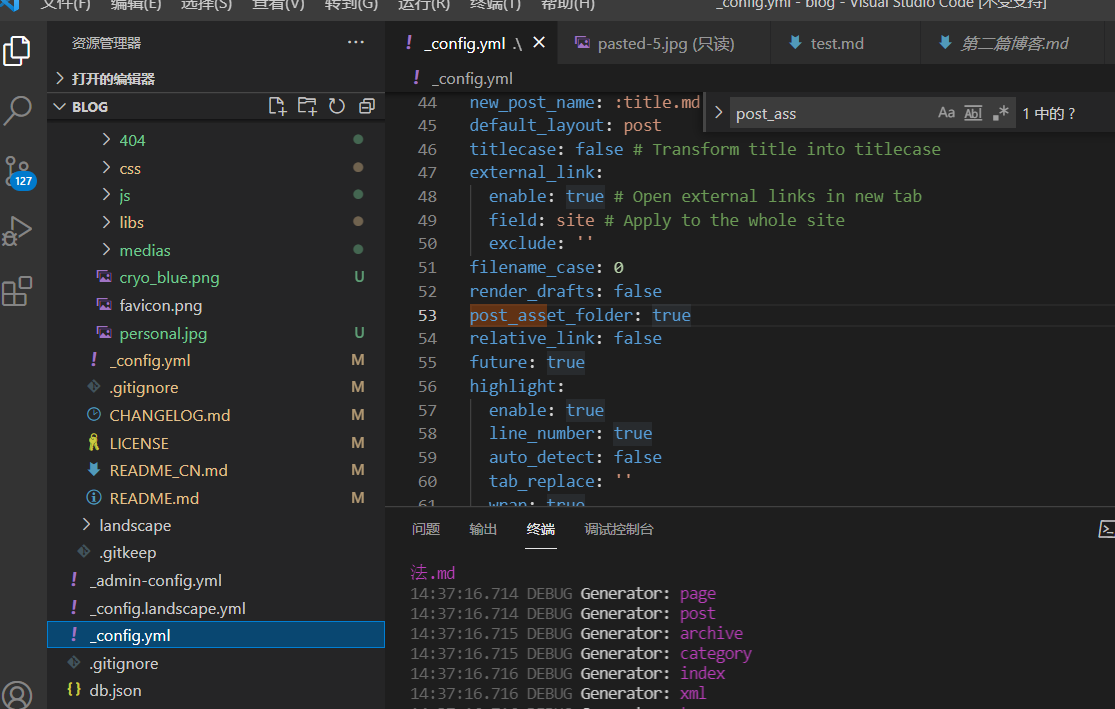 文件(F) 编辑(E) 选择(S) 查看(V) 转到(G) 运行(R) 终端(T) 帮助(H) _config.yml - blog - Visual Studio Code [不受支持]
资源管理器 ···
打开的编辑器
BLOG
404
css
js
libs
medias
cryo_blue.png U
favicon.png
personal.jpg U
_config.yml M
.gitignore M
CHANGELOG.md M
LICENSE M
README_CN.md M
README.md M
landscape
.gitkeep
_admin-config.yml
_config.landscape.yml
_config.yml
.gitignore
db.json
127
_config.yml .\
pasted-5.jpg (只读)
test.md
第二篇博客.md
_config.yml
post_ass Aa Abl .* 1 中的 ?
44 new_post_name: :title.md
45 default_layout: post
46 titlecase: false # Transform title into titlecase
47 external_link:
48 enable: true # Open external links in new tab
49 field: site # Apply to the whole site
50 exclude: ''
51 filename_case: 0
52 render_drafts: false
53 post_asset_folder: true
54 relative_link: false
55 future: true
56 highlight:
57 enable: true
58 line_number: true
59 auto_detect: false
60 tab_replace: ''
61 wrap: true
问题 输出 终端 调试控制台
法.md
14:37:16.714 DEBUG Generator: page
14:37:16.714 DEBUG Generator: post
14:37:16.715 DEBUG Generator: archive
14:37:16.715 DEBUG Generator: category
14:37:16.716 DEBUG Generator: index
14:37:16.716 DEBUG Generator: xml